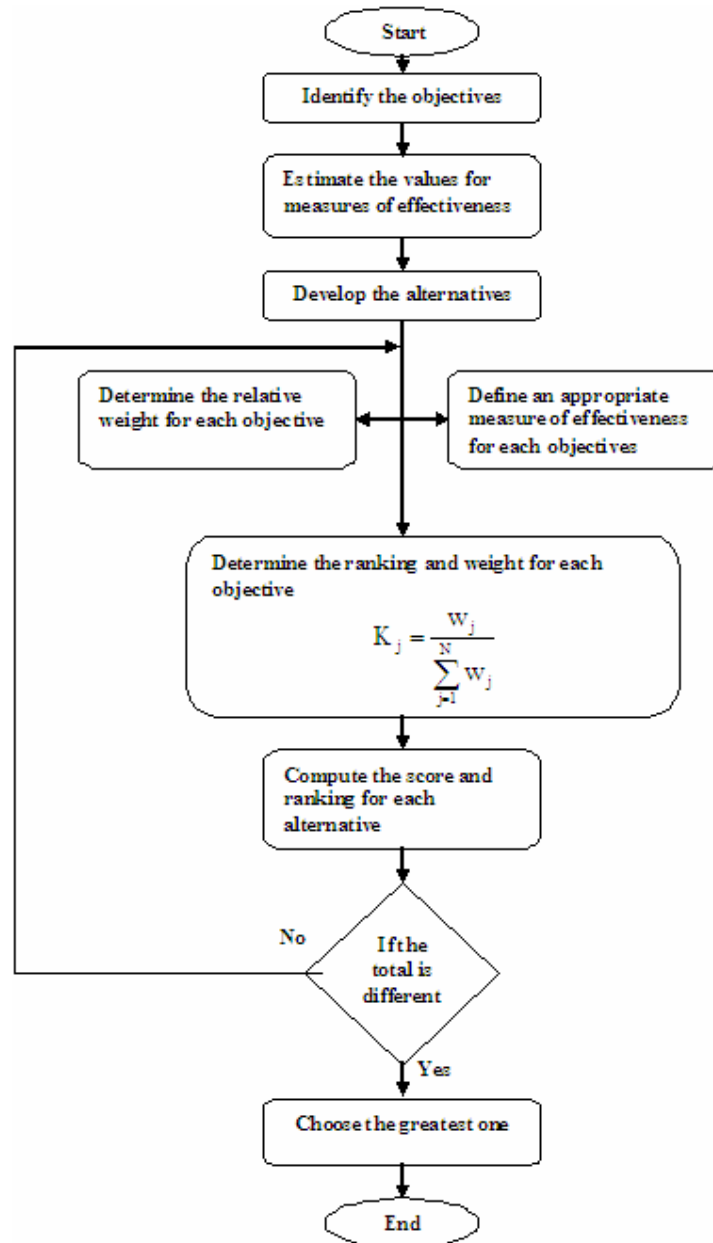 Start
Identify the objectives
Estimate the values for
measures of effectiveness
Develop the alternatives
Determine the relative
weight for each objective
Define an appropriate
measure of effectiveness
for each objectives
Determine the ranking and weight for each
objective
K_j = w_j / ∑_{j=1}^{N} w_j
Compute the score and
ranking for each
alternative
No
If the
total is
different
Yes
Choose the greatest one
End